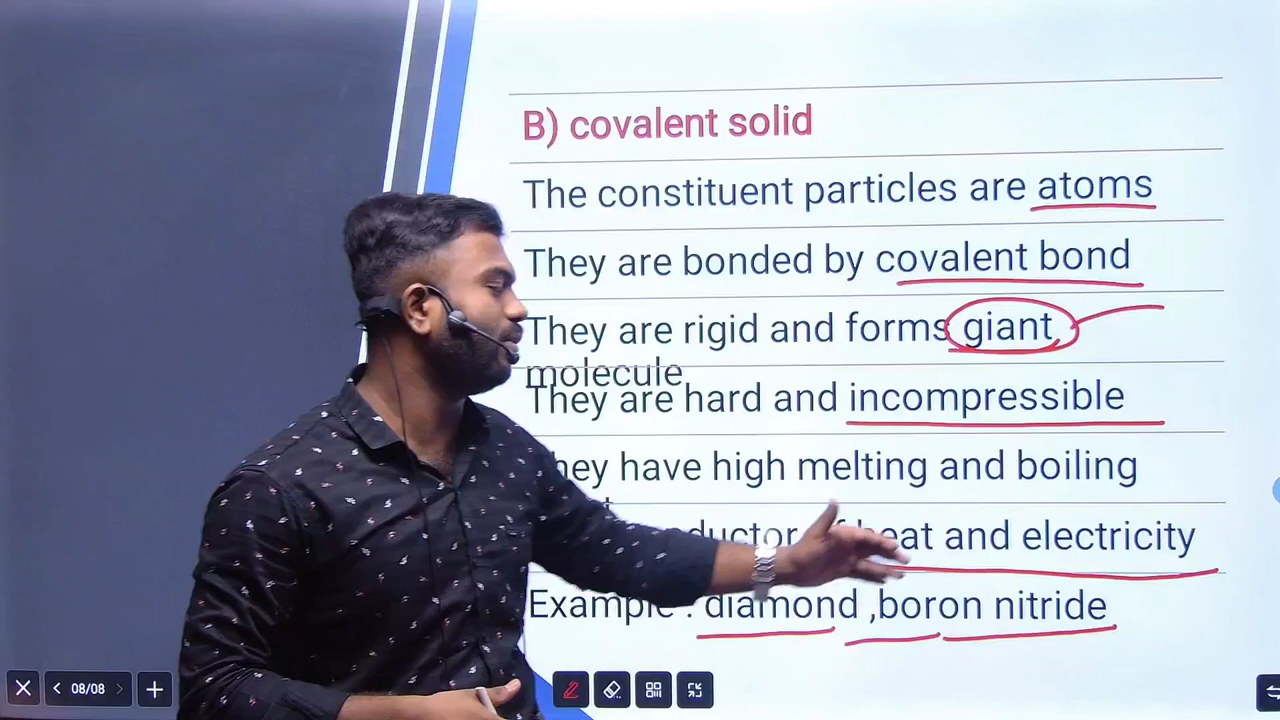 B) covalent solid
The constituent particles are atoms
They are bonded by covalent bond
They are rigid and forms giant
molecule
They are hard and incompressible
They have high melting and boiling
heat and electricity
Example : diamond ,boron nitride
08/08